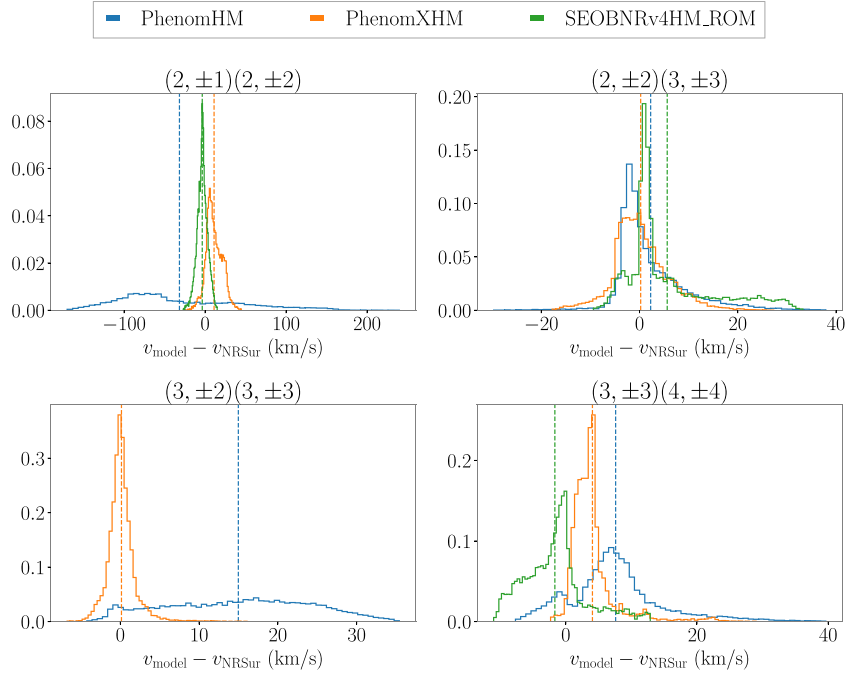 PhenomHM PhenomXHM SEOBNRv4HM_ROM
(2, ±1)(2, ±2)
0.08
0.06
0.04
0.02
0.00
−100 0 100 200
v_model − v_NRSur (km/s)
(2, ±2)(3, ±3)
0.20
0.15
0.10
0.05
0.00
−20 0 20 40
v_model − v_NRSur (km/s)
(3, ±2)(3, ±3)
0.3
0.2
0.1
0.0
0 10 20 30
v_model − v_NRSur (km/s)
(3, ±3)(4, ±4)
0.2
0.1
0.0
0 20 40
v_model − v_NRSur (km/s)